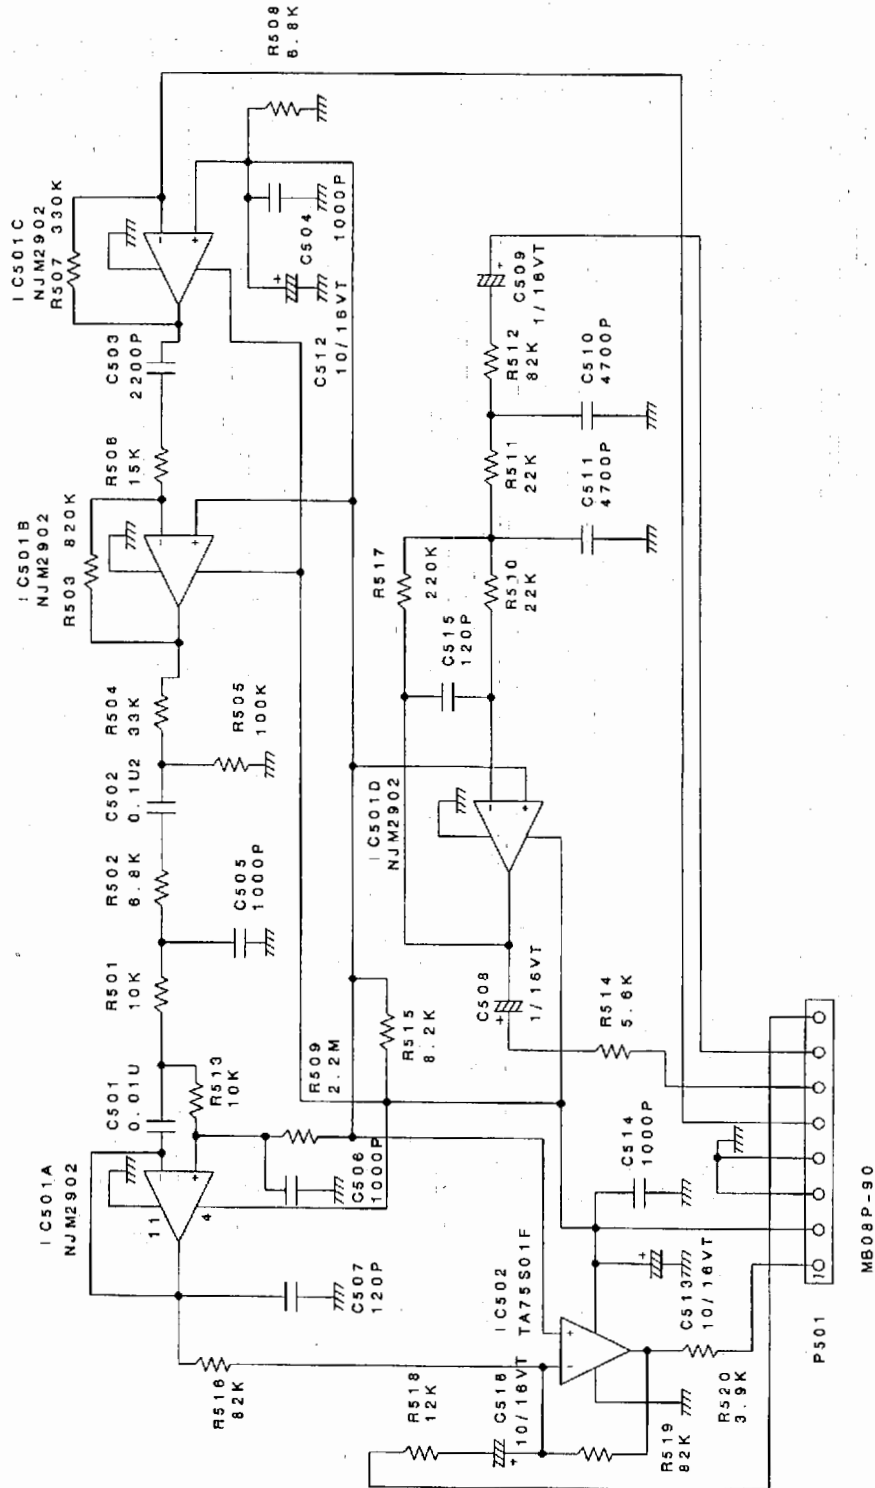 IC501A
NJM2902
11
4
IC501B
NJM2902
IC501C
NJM2902
R503 820K
R507 330K
C501
0.01U
R501
10K
R502
6.8K
C502
0.1U2
R504
33K
R506
15K
C503
2200P
R513
10K
C505
1000P
R505
100K
R508
6.8K
R516
82K
C507
120P
C506
1000P
R509
2.2M
C504
1000P
C512
10/16VT
R518
12K
C516
10/16VT
IC502
TA75S01F
R515
8.2K
IC501D
NJM2902
R517
220K
C515
120P
R510
22K
R511
22K
R512
82K
C509
1/16VT
C508
1/16VT
C511
4700P
C510
4700P
R514
5.6K
C514
1000P
C513
10/16VT
R519
82K
R520
3.9K
P501
1
MB08P-90
+
-